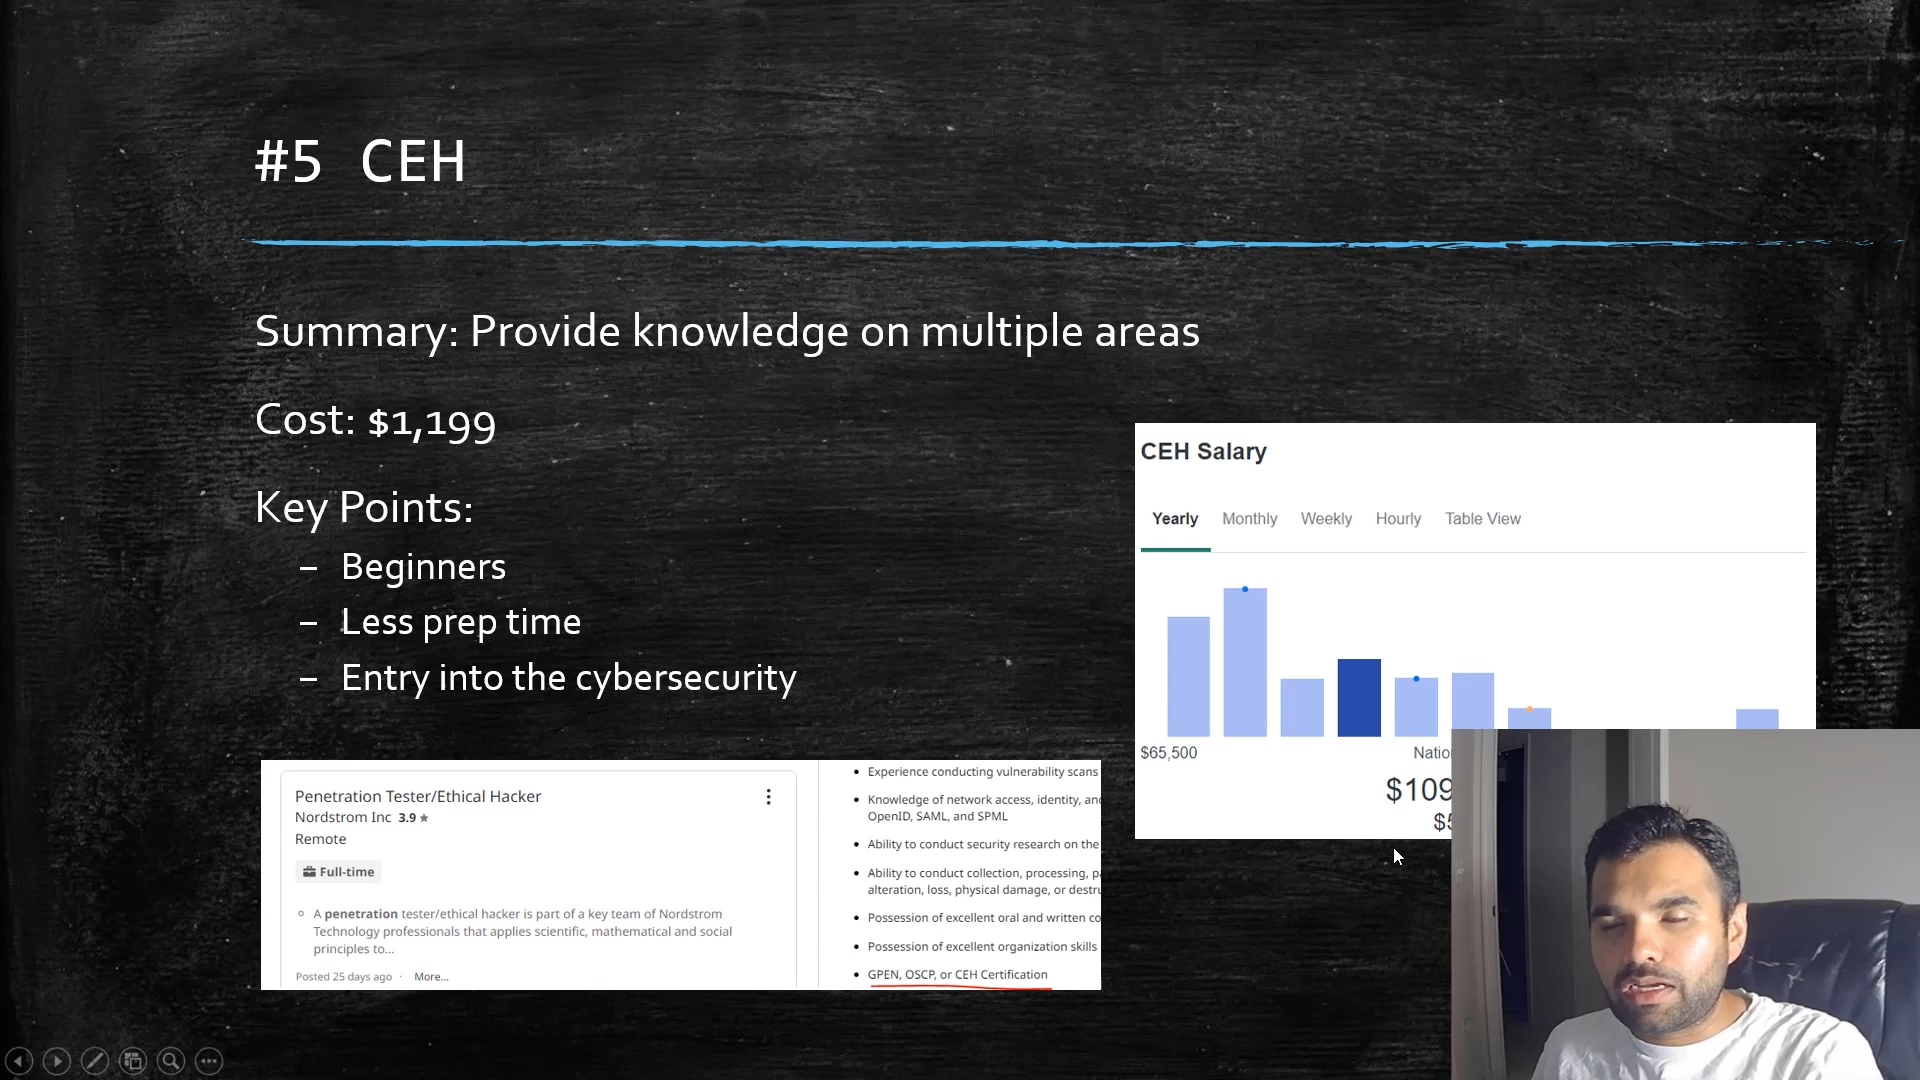 #5 CEH
Summary: Provide knowledge on multiple areas
Cost: $1,199
Key Points:
– Beginners
– Less prep time
– Entry into the cybersecurity
CEH Salary
Yearly Monthly Weekly Hourly Table View
$65,500
Penetration Tester/Ethical Hacker
Nordstrom Inc 3.9 ★
Remote
Full-time
A penetration tester/ethical hacker is part of a key team of Nordstrom
Technology professionals that applies scientific, mathematical and social
principles to...
Posted 25 days ago · More...
• Experience conducting vulnerability scans
• Knowledge of network access, identity,
OpenID, SAML, and SPML
• Ability to conduct security research on the
• Ability to conduct collection, processing,
alteration, loss, physical damage, or
• Possession of excellent oral and written
• Possession of excellent organization skills
• GPEN, OSCP, or CEH Certification